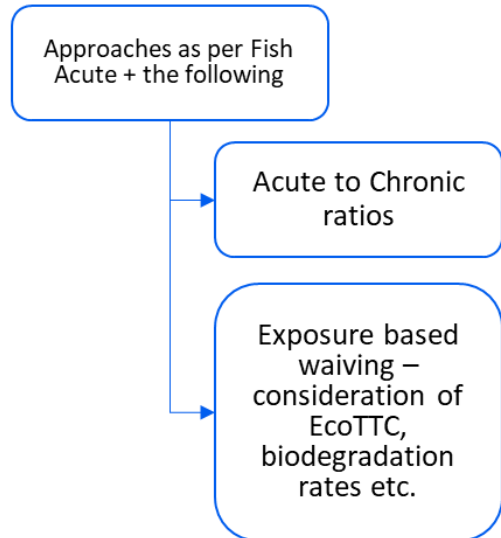 Approaches as per Fish
Acute + the following
Acute to Chronic
ratios
Exposure based
waiving –
consideration of
EcoTTC,
biodegradation
rates etc.